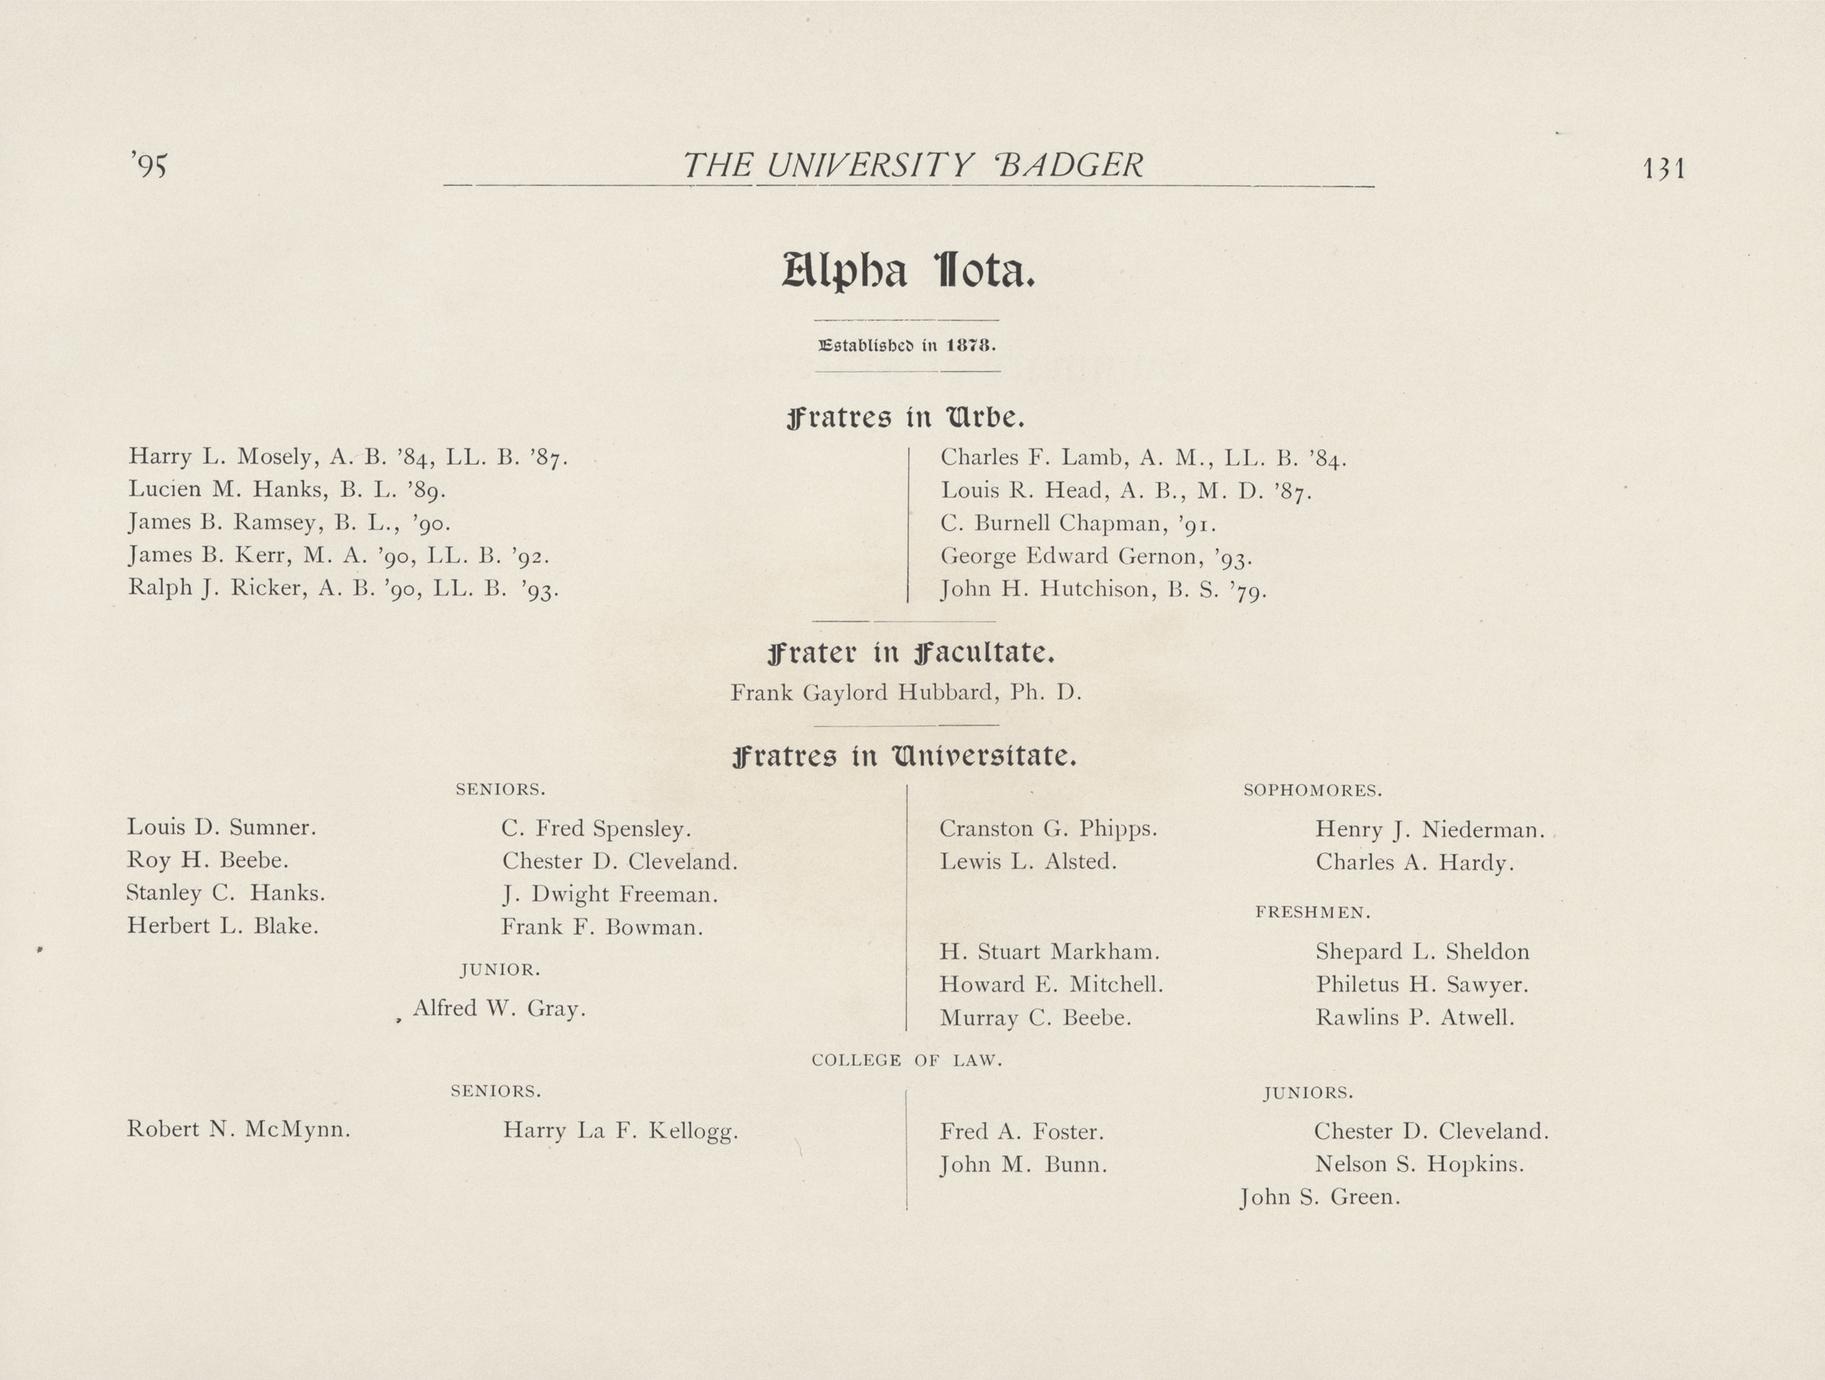 ’95
THE UNIVERSITY BADGER
131
Alpha Iota.
Established in 1878.
Fratres in Urbe.
Harry L. Mosely, A. B. ’84, LL. B. ’87.
Lucien M. Hanks, B. L. ’89.
James B. Ramsey, B. L., ’90.
James B. Kerr, M. A. ’90, LL. B. ’92.
Ralph J. Ricker, A. B. ’90, LL. B. ’93.
Charles F. Lamb, A. M., LL. B. ’84.
Louis R. Head, A. B., M. D. ’87.
C. Burnell Chapman, ’91.
George Edward Gernon, ’93.
John H. Hutchison, B. S. ’79.
Frater in Facultate.
Frank Gaylord Hubbard, Ph. D.
Fratres in Universitate.
SENIORS.
Louis D. Sumner.
Roy H. Beebe.
Stanley C. Hanks.
Herbert L. Blake.
C. Fred Spensley.
Chester D. Cleveland.
J. Dwight Freeman.
Frank F. Bowman.
JUNIOR.
Alfred W. Gray.
SOPHOMORES.
Cranston G. Phipps.
Lewis L. Alsted.
Henry J. Niederman.
Charles A. Hardy.
FRESHMEN.
H. Stuart Markham.
Howard E. Mitchell.
Murray C. Beebe.
Shepard L. Sheldon
Philetus H. Sawyer.
Rawlins P. Atwell.
COLLEGE OF LAW.
SENIORS.
Robert N. McMynn.
Harry La F. Kellogg.
JUNIORS.
Fred A. Foster.
John M. Bunn.
Chester D. Cleveland.
Nelson S. Hopkins.
John S. Green.